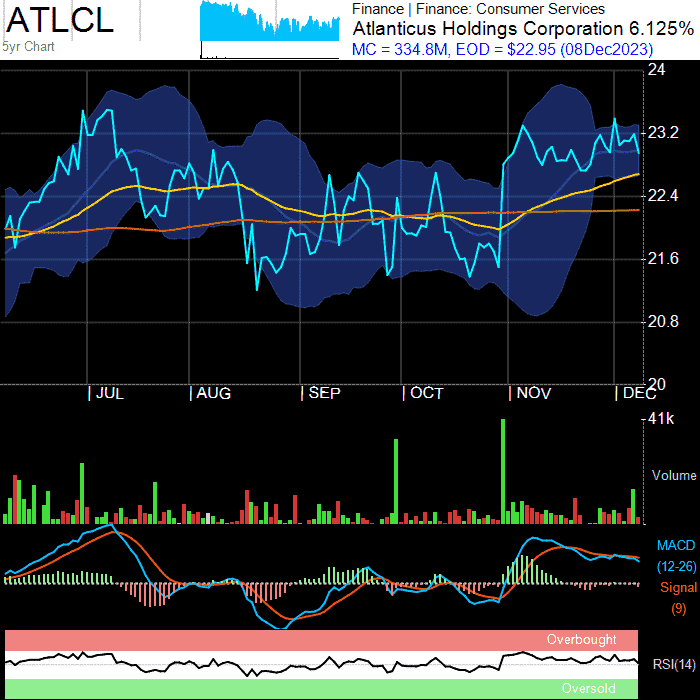 ATLCL
5yr Chart
Finance | Finance: Consumer Services
Atlanticus Holdings Corporation 6.125%
MC = 334.8M, EOD = $22.95 (08Dec2023)
24
23.2
22.4
21.6
20.8
20
JUL AUG SEP OCT NOV DEC
41k
Volume
MACD
(12-26)
Signal
(9)
Overbought
RSI(14)
Oversold